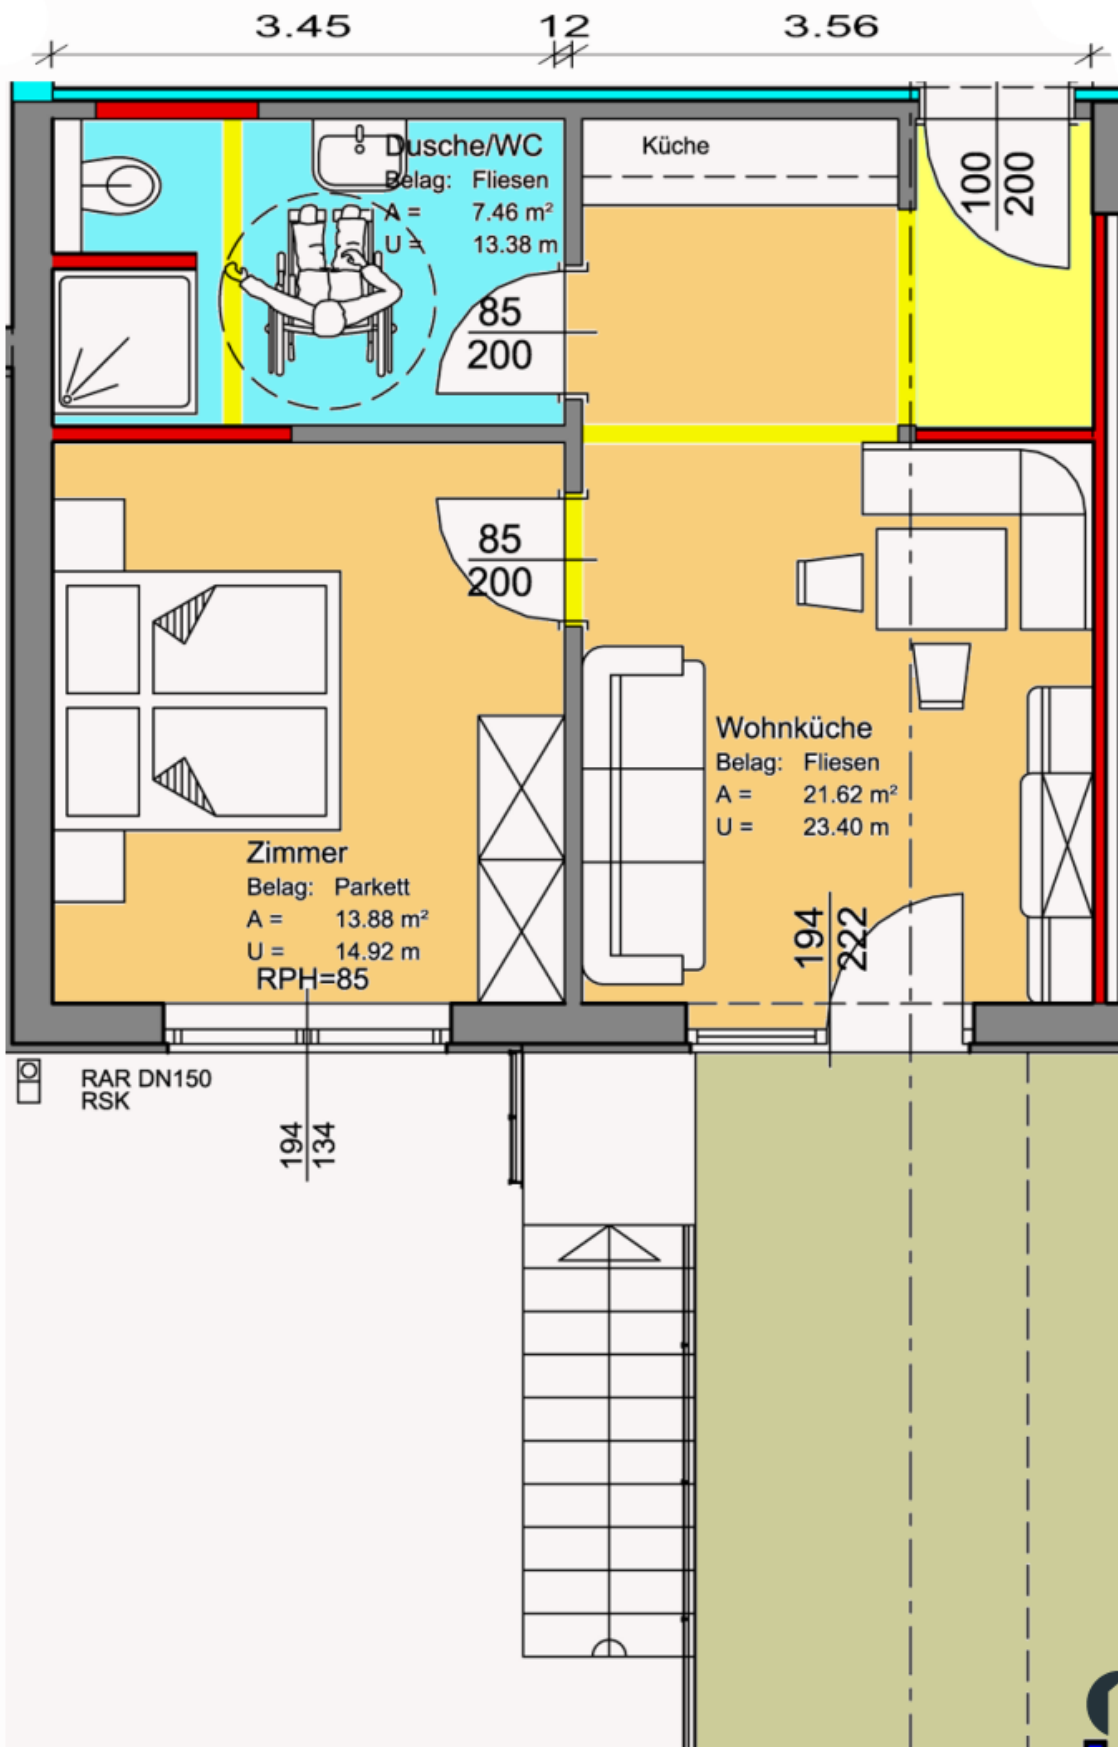 3.45 12 3.56
Küche
100
200
Dusche/WC
Belag: Fliesen
A = 7.46 m²
U = 13.38 m
85
200
85
200
Wohnküche
Belag: Fliesen
A = 21.62 m²
U = 23.40 m
Zimmer
Belag: Parkett
A = 13.88 m²
U = 14.92 m
RPH=85
194
222
RAR DN150
RSK
194
134